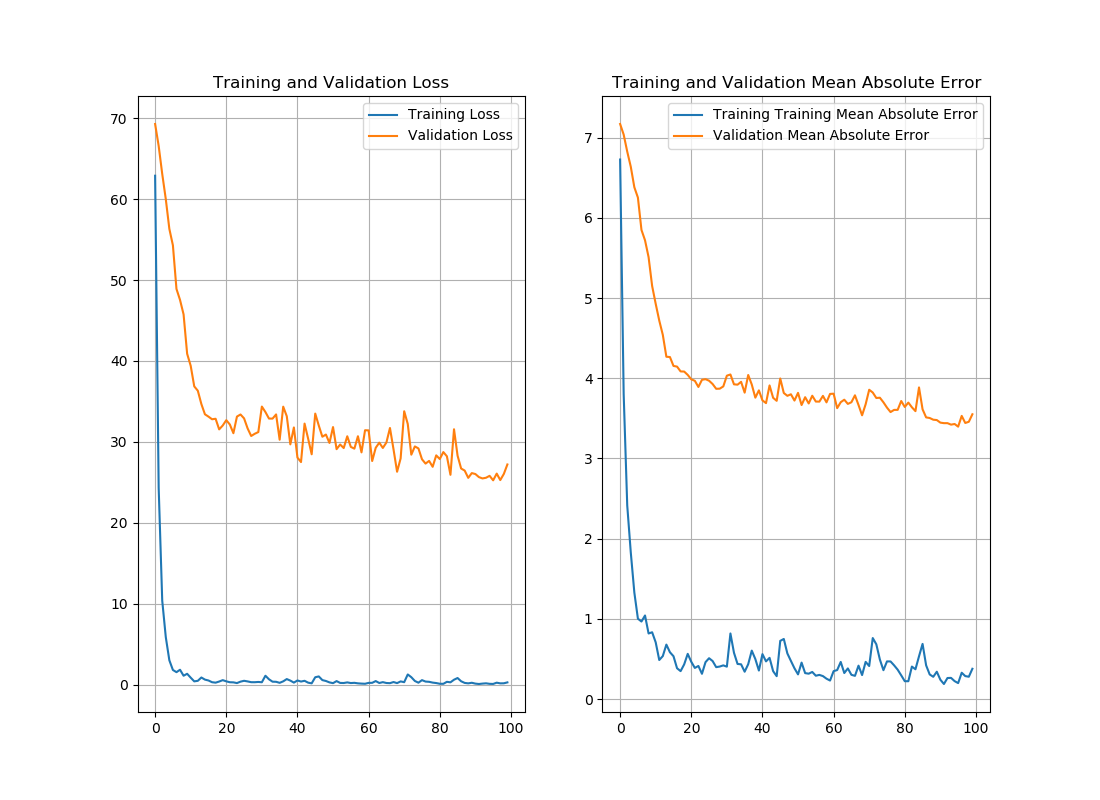 Training and Validation Loss
Training Loss
Validation Loss
70
60
50
40
30
20
10
0
0 20 40 60 80 100
Training and Validation Mean Absolute Error
Training Training Mean Absolute Error
Validation Mean Absolute Error
7
6
5
4
3
2
1
0
0 20 40 60 80 100